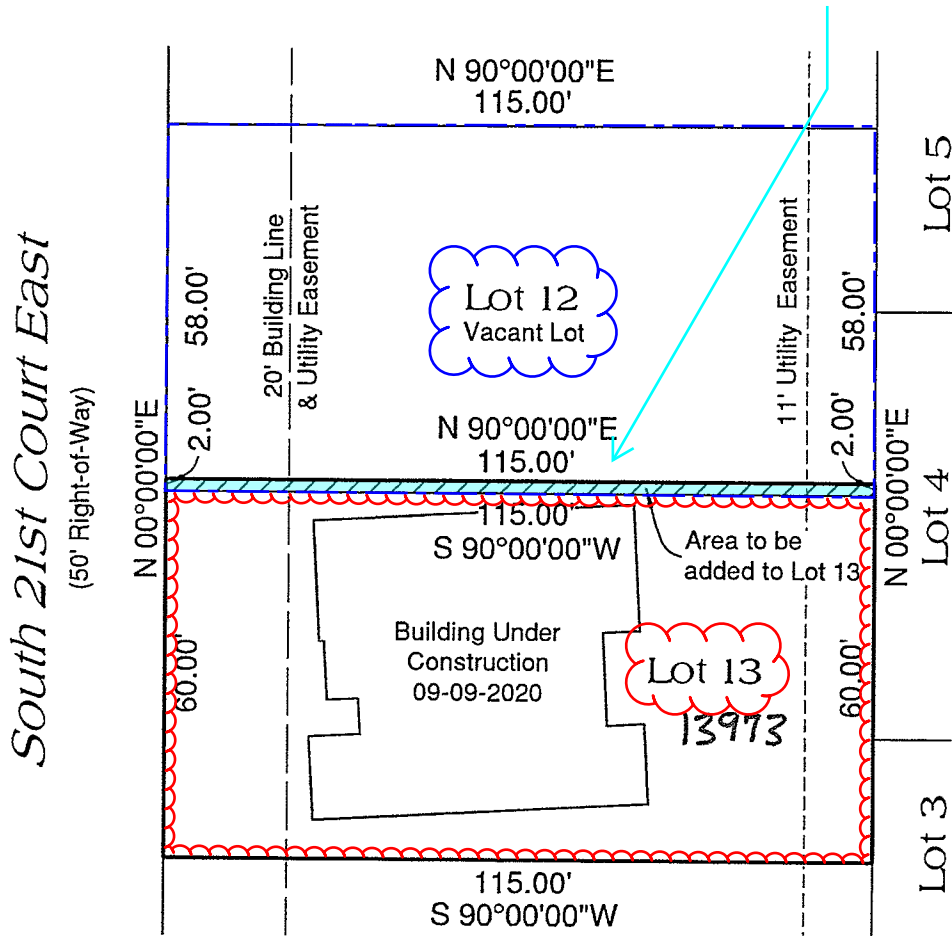 N 90°00'00"E
115.00'
Lot 5
South 21st Court East
(50' Right-of-Way)
20' Building Line
& Utility Easement
11' Utility Easement
58.00'
58.00'
Lot 12
Vacant Lot
2.00'
2.00'
N 90°00'00"E
115.00'
N 00°00'00"E
N 00°00'00"E
Lot 4
115.00'
S 90°00'00"W
Area to be
added to Lot 13
Building Under
Construction
09-09-2020
Lot 13
13973
60.00'
60.00'
Lot 3
115.00'
S 90°00'00"W